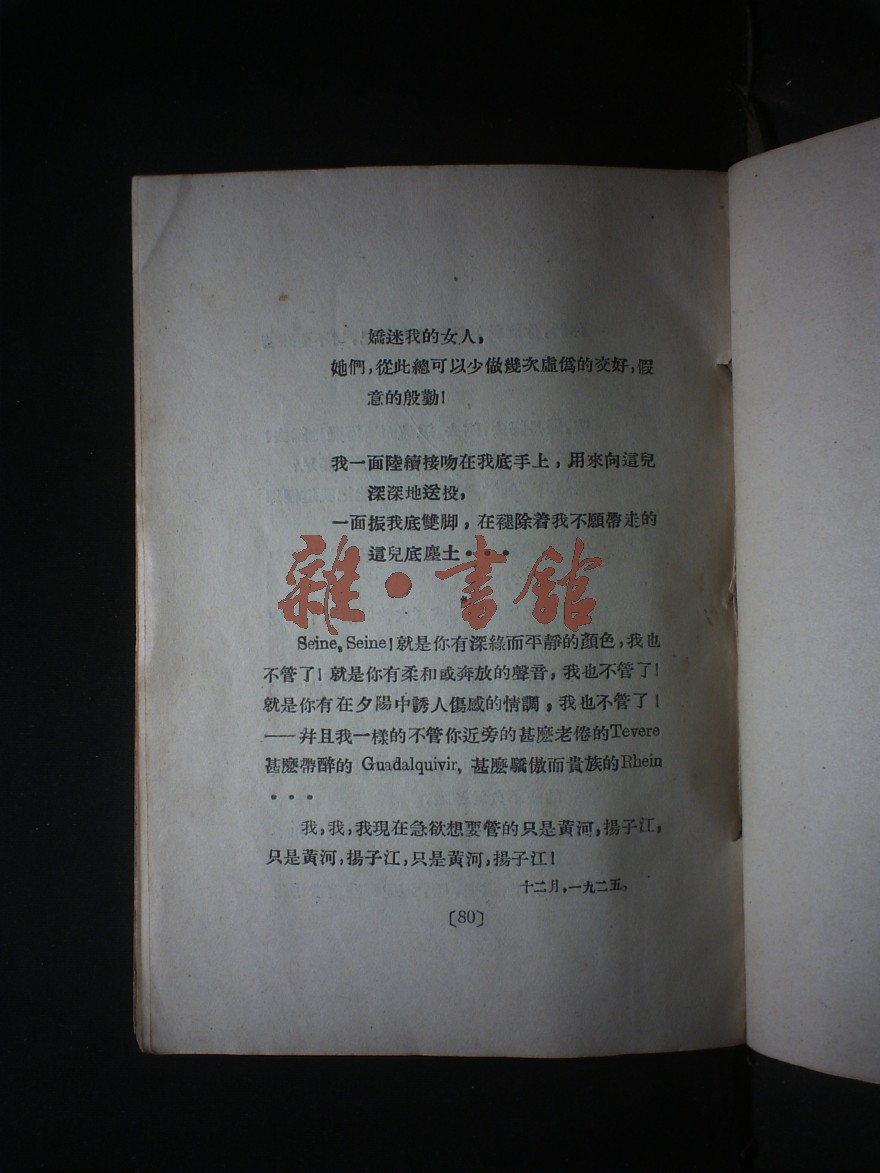 嬌迷我的女人，
她們，從此總可以少做幾次虛僞的交好，假
意的殷勤！
我一面陸續接吻在我底手上，用來向這兒
深深地送投，
一面振我底雙脚，在褪除着我不願帶走的
這兒底塵土•••
雜•書館
Seine, Seine！就是你有深綠而平靜的顏色，我也
不管了！就是你有柔和或奔放的聲音，我也不管了！
就是你有在夕陽中誘人傷感的情調，我也不管了！
——幷且我一樣的不管你近旁的甚麽老倦的Tevere
甚麽帶醉的 Guadalquivir, 甚麽驕傲而貴族的Rhein
•••
我，我，我現在急欲想要管的只是黃河，揚子江，
只是黃河，揚子江，只是黃河，揚子江！
十二月，一九二五。
〔80〕